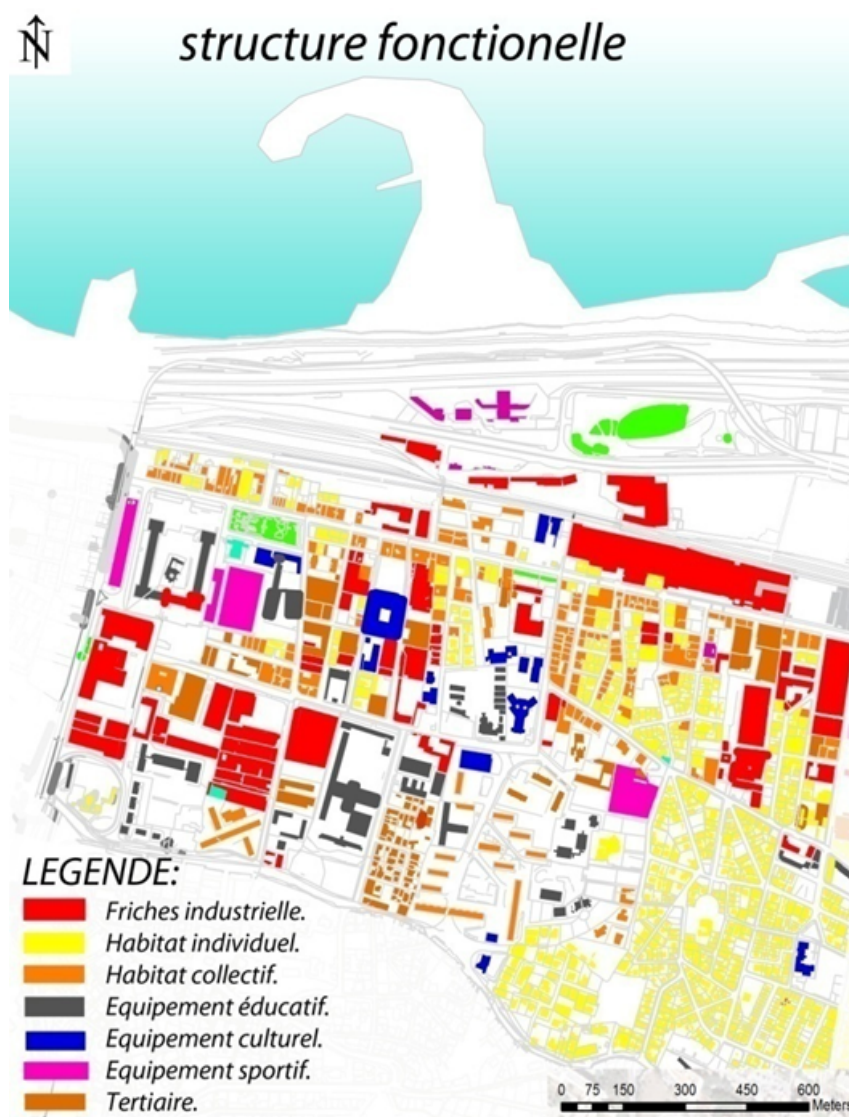 N
structure fonctionelle
LEGENDE:
Friches industrielle.
Habitat individuel.
Habitat collectif.
Equipement éducatif.
Equipement culturel.
Equipement sportif.
Tertiaire.
0 75 150 300 450 600
Meters